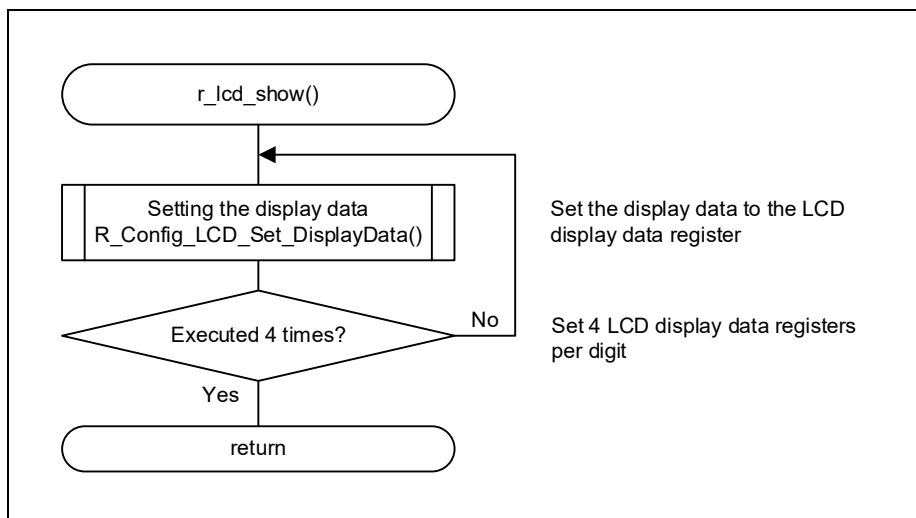 r_lcd_show()
Setting the display data
R_Config_LCD_Set_DisplayData()
Set the display data to the LCD
display data register
Executed 4 times?
No
Set 4 LCD display data registers
per digit
Yes
return